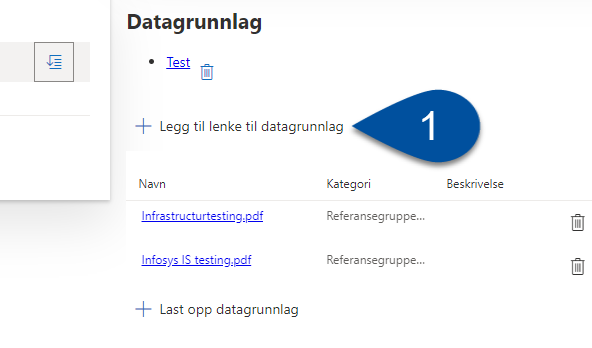 Datagrunnlag
Test
Legg til lenke til datagrunnlag
1
Navn Kategori Beskrivelse
Infrastructurtesting.pdf Referansegruppe...
Infosys IS testing.pdf Referansegruppe...
Last opp datagrunnlag